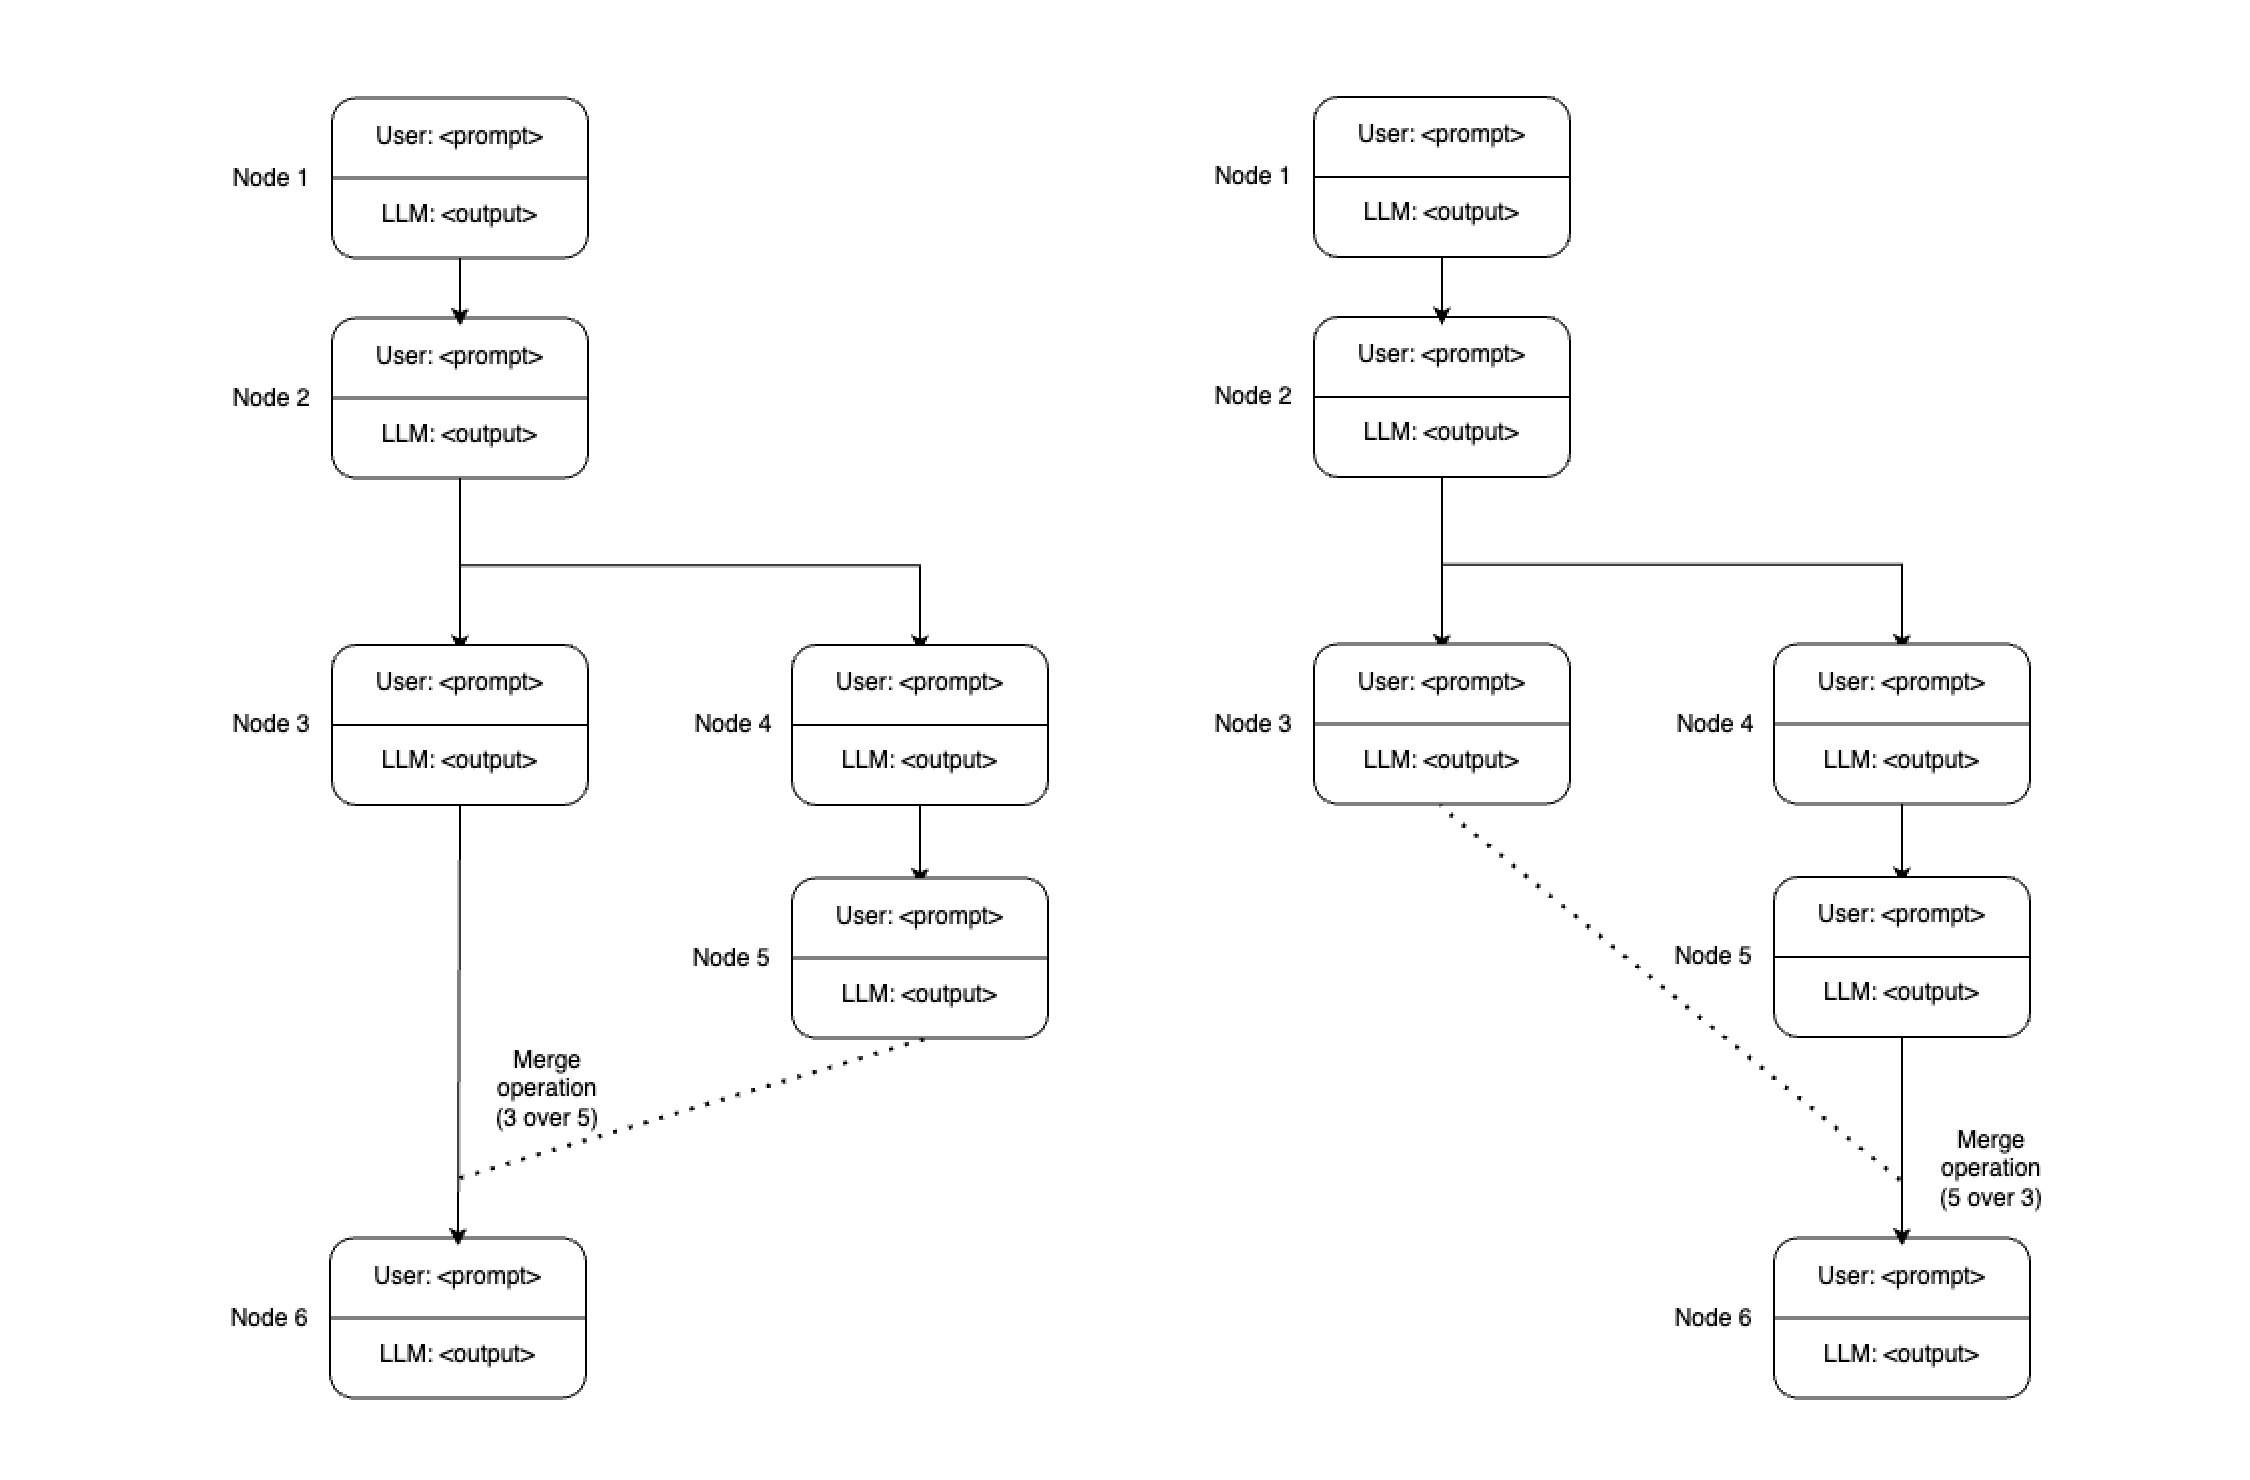 User: <prompt>
Node 1
LLM: <output>
User: <prompt>
Node 2
LLM: <output>
User: <prompt>
Node 3
LLM: <output>
User: <prompt>
Node 4
LLM: <output>
User: <prompt>
Node 5
LLM: <output>
Merge
operation
(3 over 5)
User: <prompt>
Node 6
LLM: <output>
User: <prompt>
Node 1
LLM: <output>
User: <prompt>
Node 2
LLM: <output>
User: <prompt>
Node 3
LLM: <output>
User: <prompt>
Node 4
LLM: <output>
User: <prompt>
Node 5
LLM: <output>
Merge
operation
(5 over 3)
User: <prompt>
Node 6
LLM: <output>